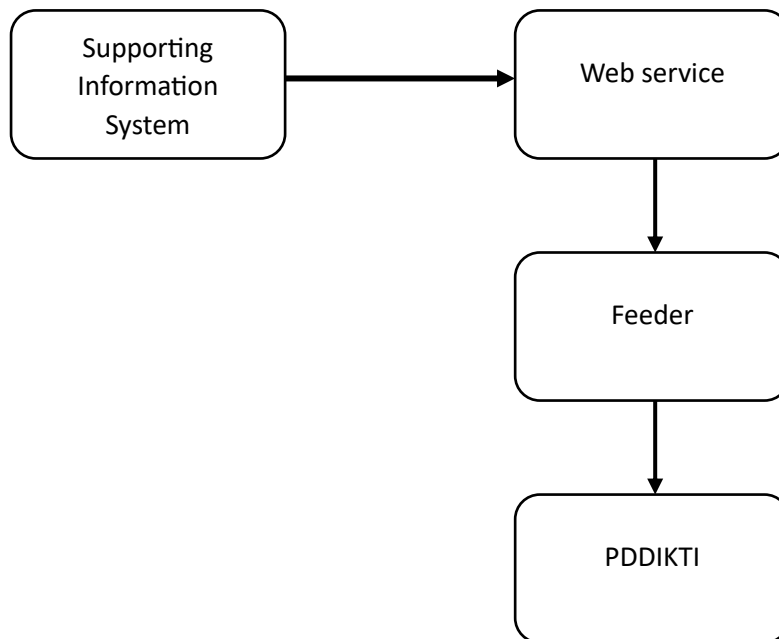 Supporting
Information
System
Web service
Feeder
PDDIKTI